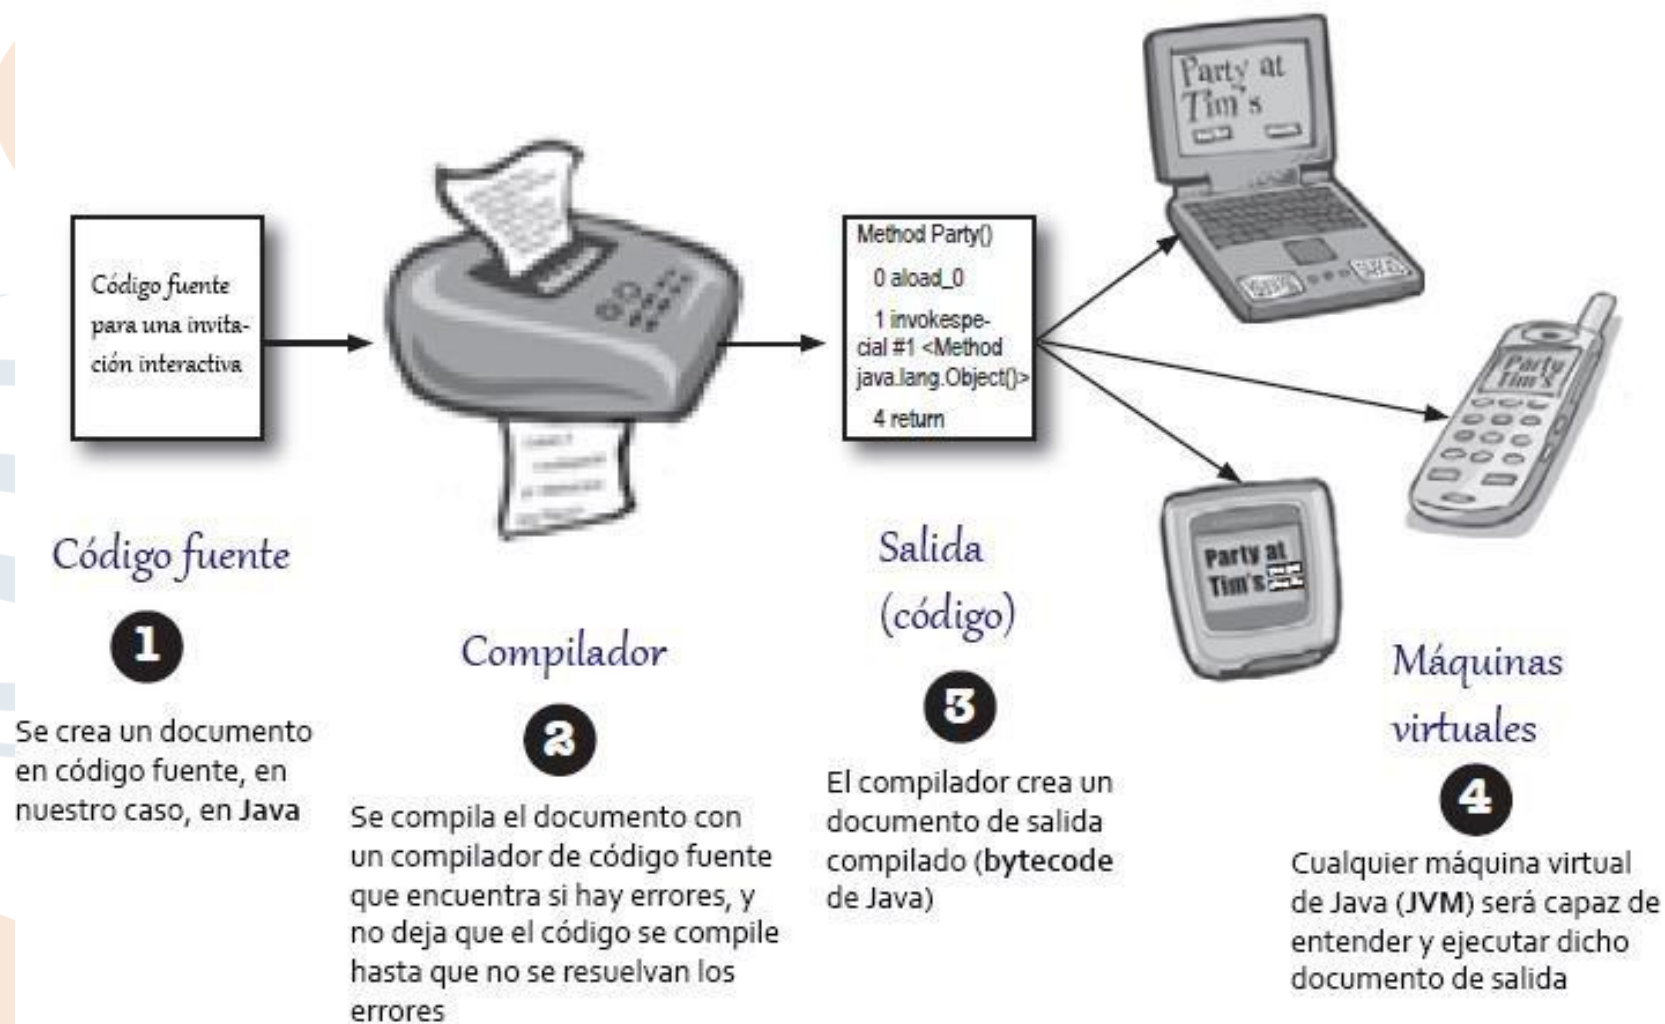 Código fuente
para una invita-
ción interactiva
Method Party()
0 aload_0
1 invokespe-
cial #1 <Method
java.lang.Object()>
4 return
Party at
Tim's
Party
Tim's
Party at
Tim's
Código fuente
1
Se crea un documento
en código fuente, en
nuestro caso, en Java
Compilador
2
Se compila el documento con
un compilador de código fuente
que encuentra si hay errores, y
no deja que el código se compile
hasta que no se resuelvan los
errores
Salida
(código)
3
El compilador crea un
documento de salida
compilado (bytecode
de Java)
Máquinas
virtuales
4
Cualquier máquina virtual
de Java (JVM) será capaz de
entender y ejecutar dicho
documento de salida